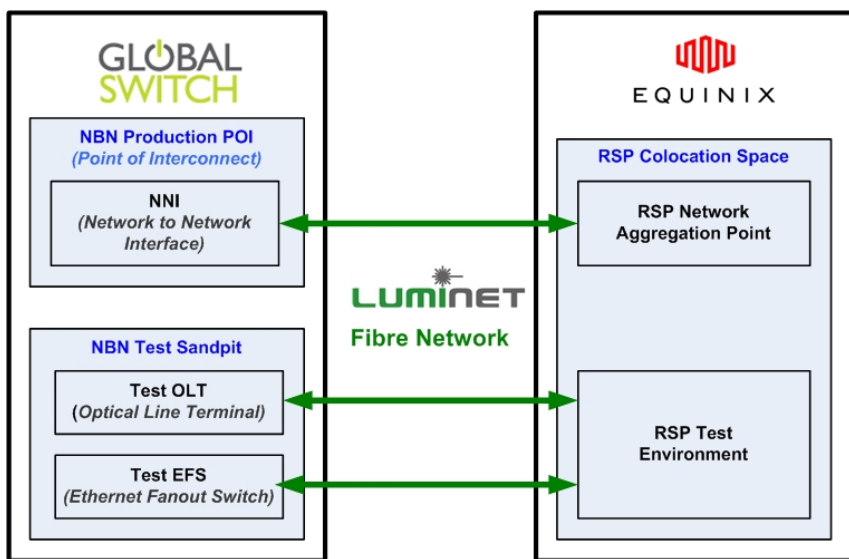 GLOBAL
SWITCH
NBN Production POI
(Point of Interconnect)
NNI
(Network to Network
Interface)
NBN Test Sandpit
Test OLT
(Optical Line Terminal)
Test EFS
(Ethernet Fanout Switch)
LUMINET
Fibre Network
EQUINIX
RSP Colocation Space
RSP Network
Aggregation Point
RSP Test
Environment